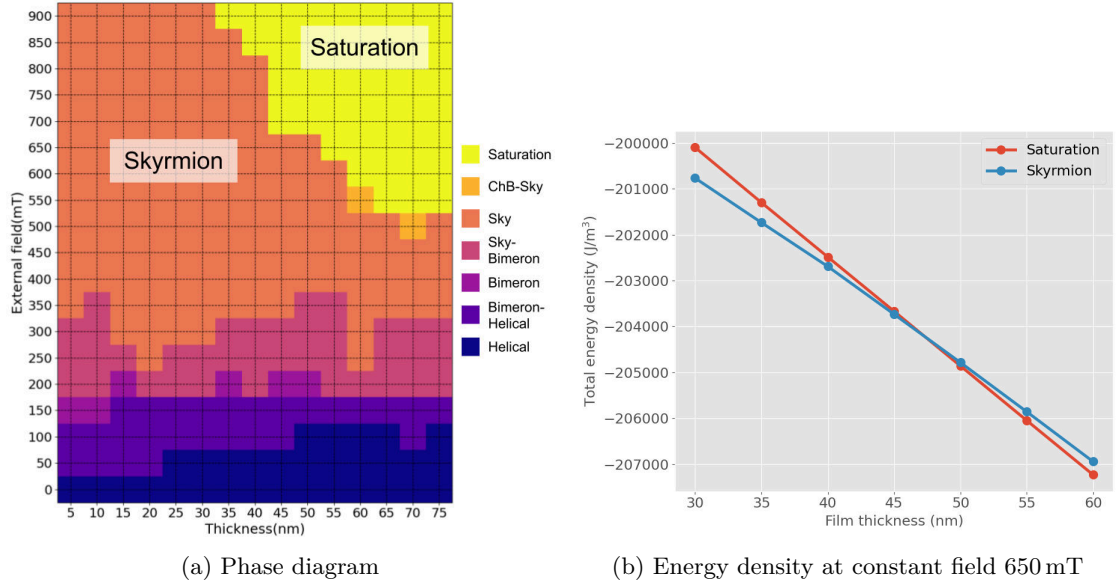 900
850
800
750
700
650
600
550
500
450
400
350
300
250
200
150
100
50
0
External field(mT)
Saturation
Skyrmion
5 10 15 20 25 30 35 40 45 50 55 60 65 70 75
Thickness(nm)
Saturation
ChB-Sky
Sky
Sky-
Bimeron
Bimeron
Bimeron-
Helical
Helical
(a) Phase diagram
−200000
−201000
−202000
−203000
−204000
−205000
−206000
−207000
Total energy density (J/m³)
Saturation
Skyrmion
30 35 40 45 50 55 60
Film thickness (nm)
(b) Energy density at constant field 650 mT